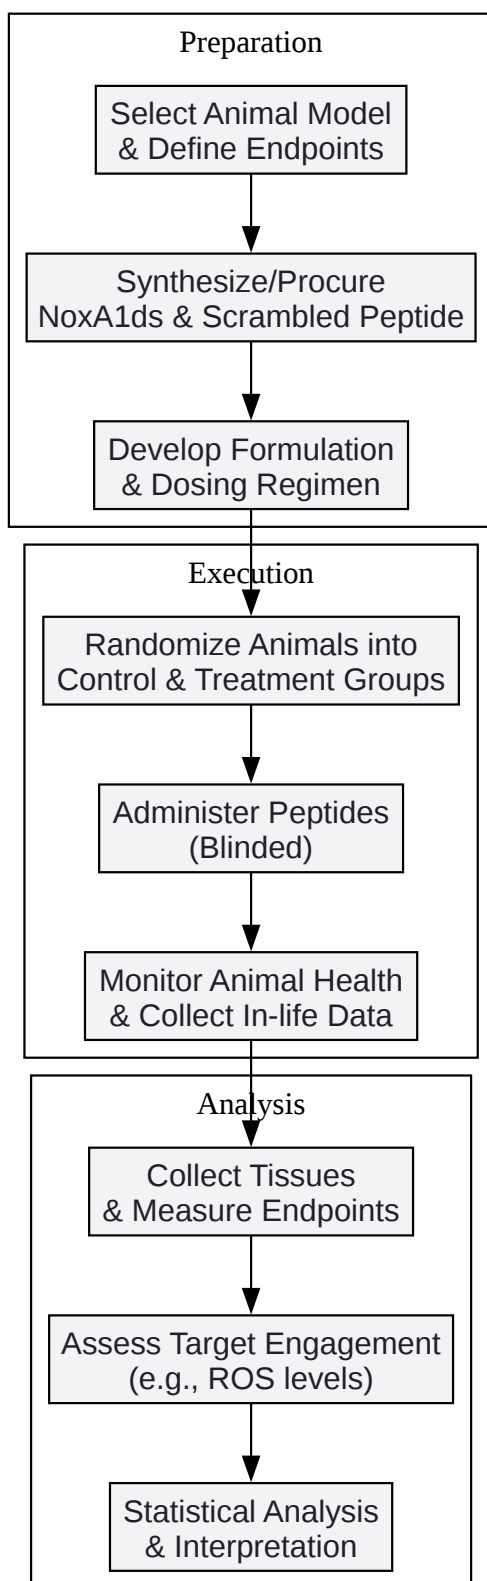 Preparation
Select Animal Model
& Define Endpoints
Synthesize/Procure
NoxA1ds & Scrambled Peptide
Develop Formulation
& Dosing Regimen
Execution
Randomize Animals into
Control & Treatment Groups
Administer Peptides
(Blinded)
Monitor Animal Health
& Collect In-life Data
Analysis
Collect Tissues
& Measure Endpoints
Assess Target Engagement
(e.g., ROS levels)
Statistical Analysis
& Interpretation